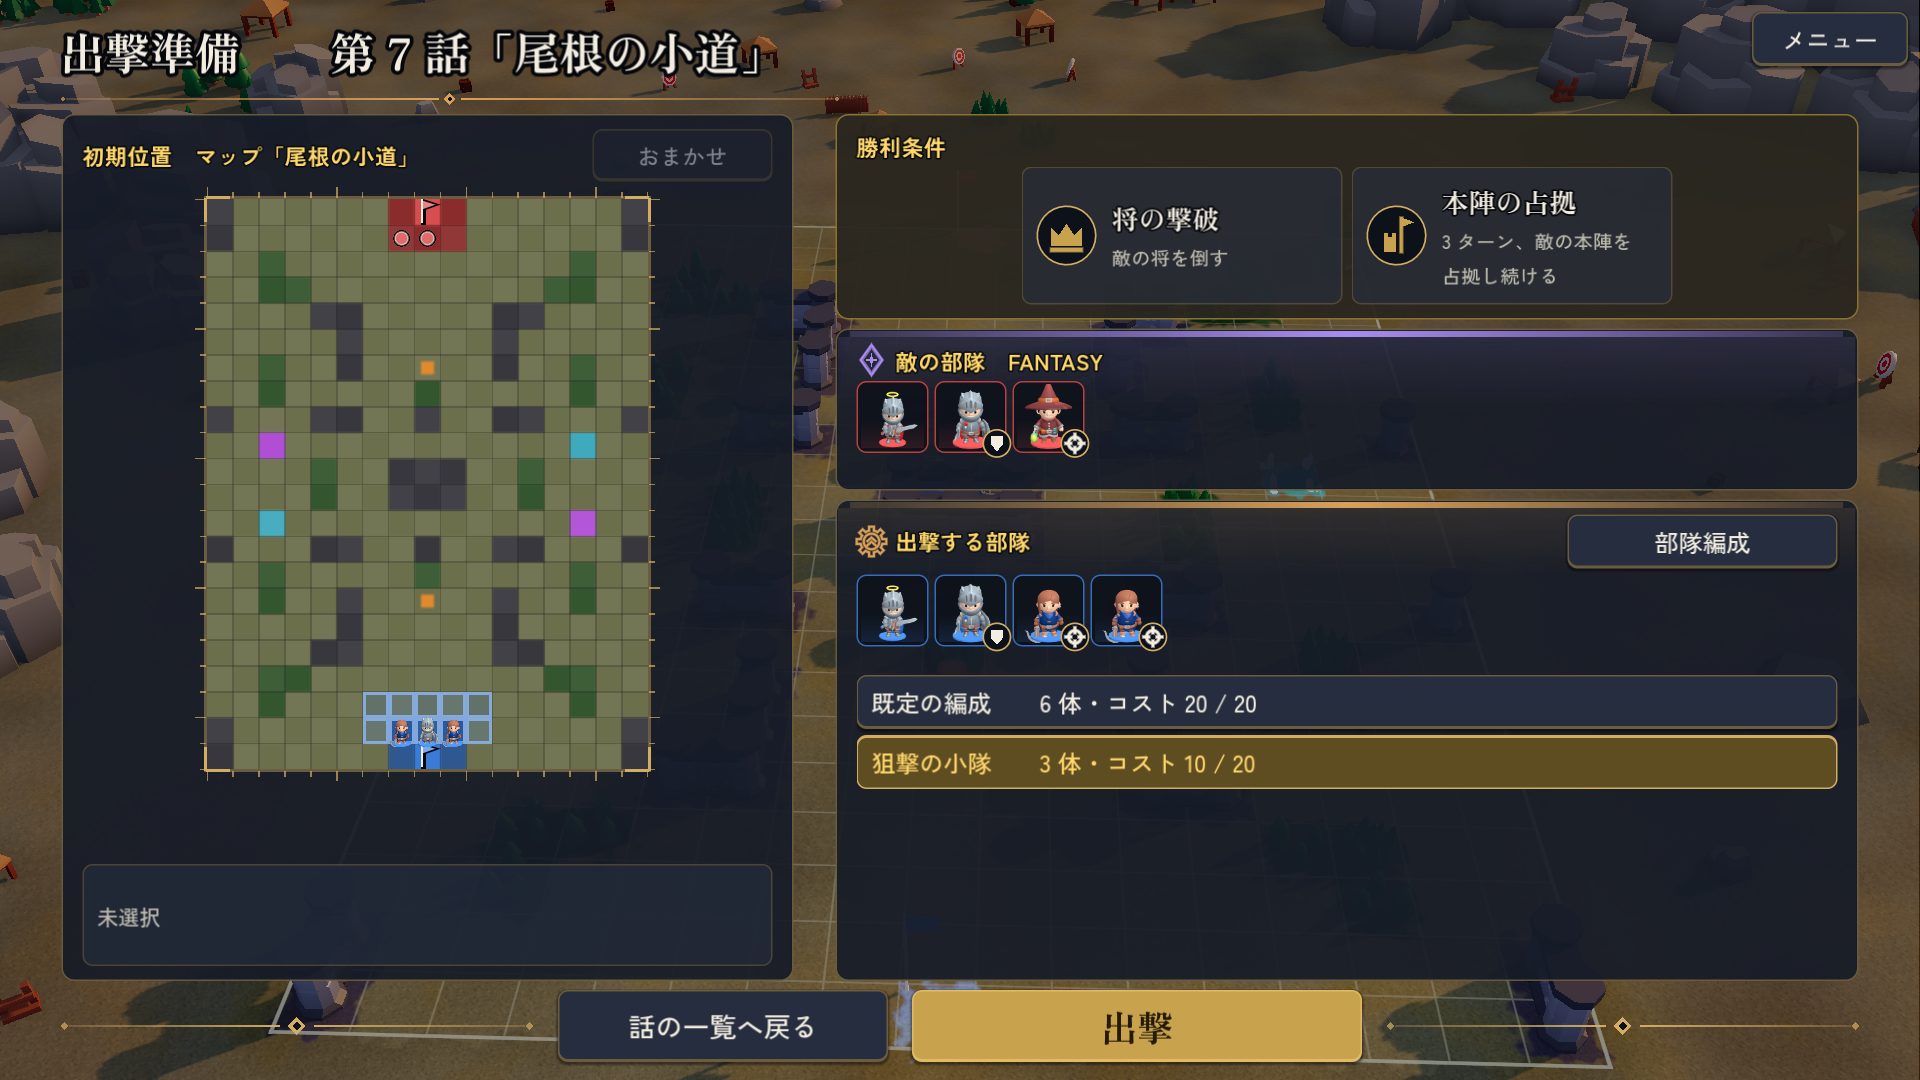 出撃準備　第７話「尾根の小道」
メニュー
初期位置　マップ「尾根の小道」
おまかせ
未選択
勝利条件
将の撃破
敵の将を倒す
本陣の占拠
3 ターン、敵の本陣を
占拠し続ける
敵の部隊　FANTASY
出撃する部隊
部隊編成
既定の編成　6 体・コスト 20 / 20
狙撃の小隊　3 体・コスト 10 / 20
話の一覧へ戻る
出撃